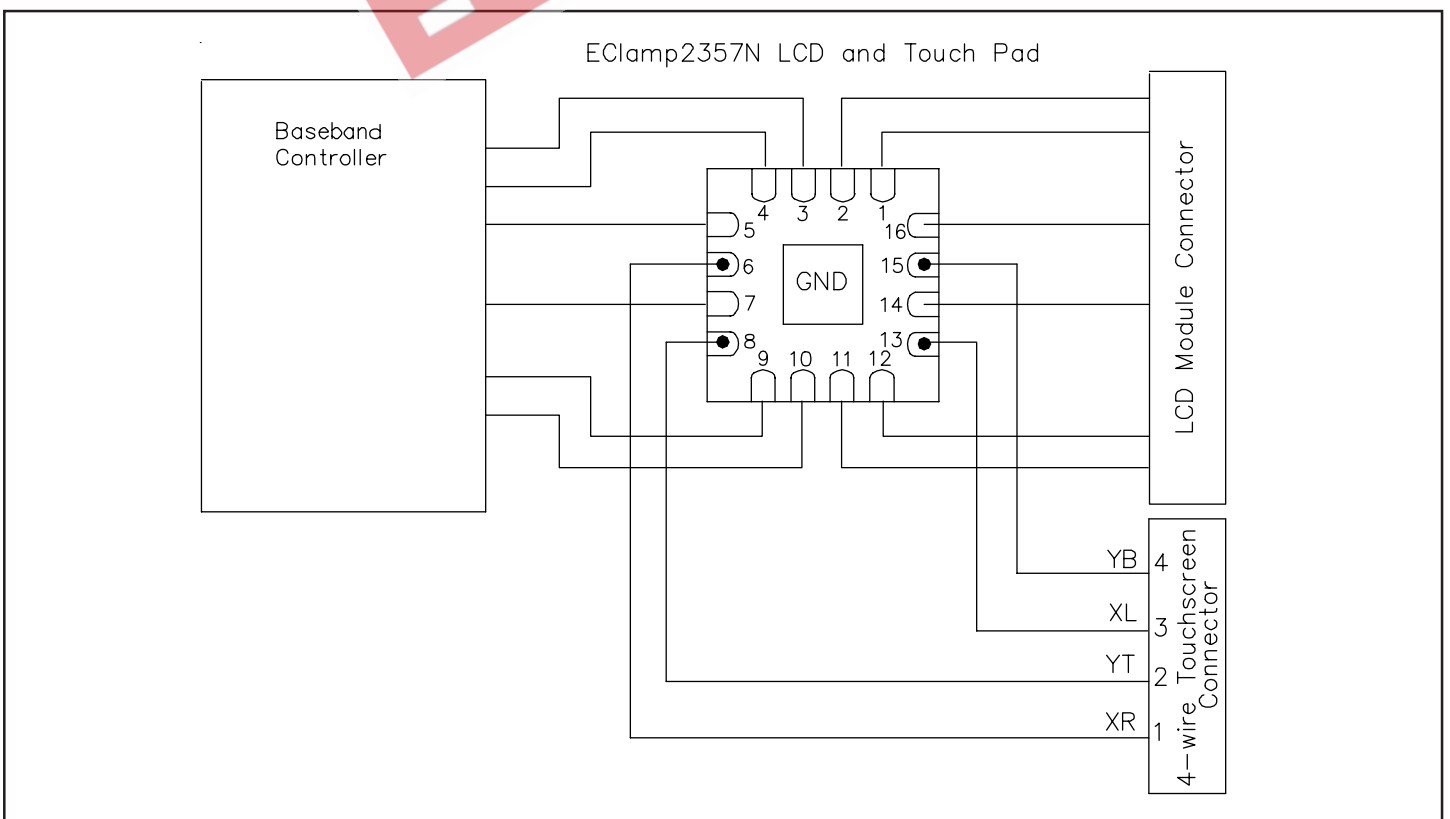 EClamp2357N LCD and Touch Pad
Baseband
Controller
4
3
2
1
5
6
7
8
16
15
14
13
9
10
11
12
GND
LCD Module Connector
YB
4
XL
3
YT
2
XR
1
4-wire Touchscreen
Connector